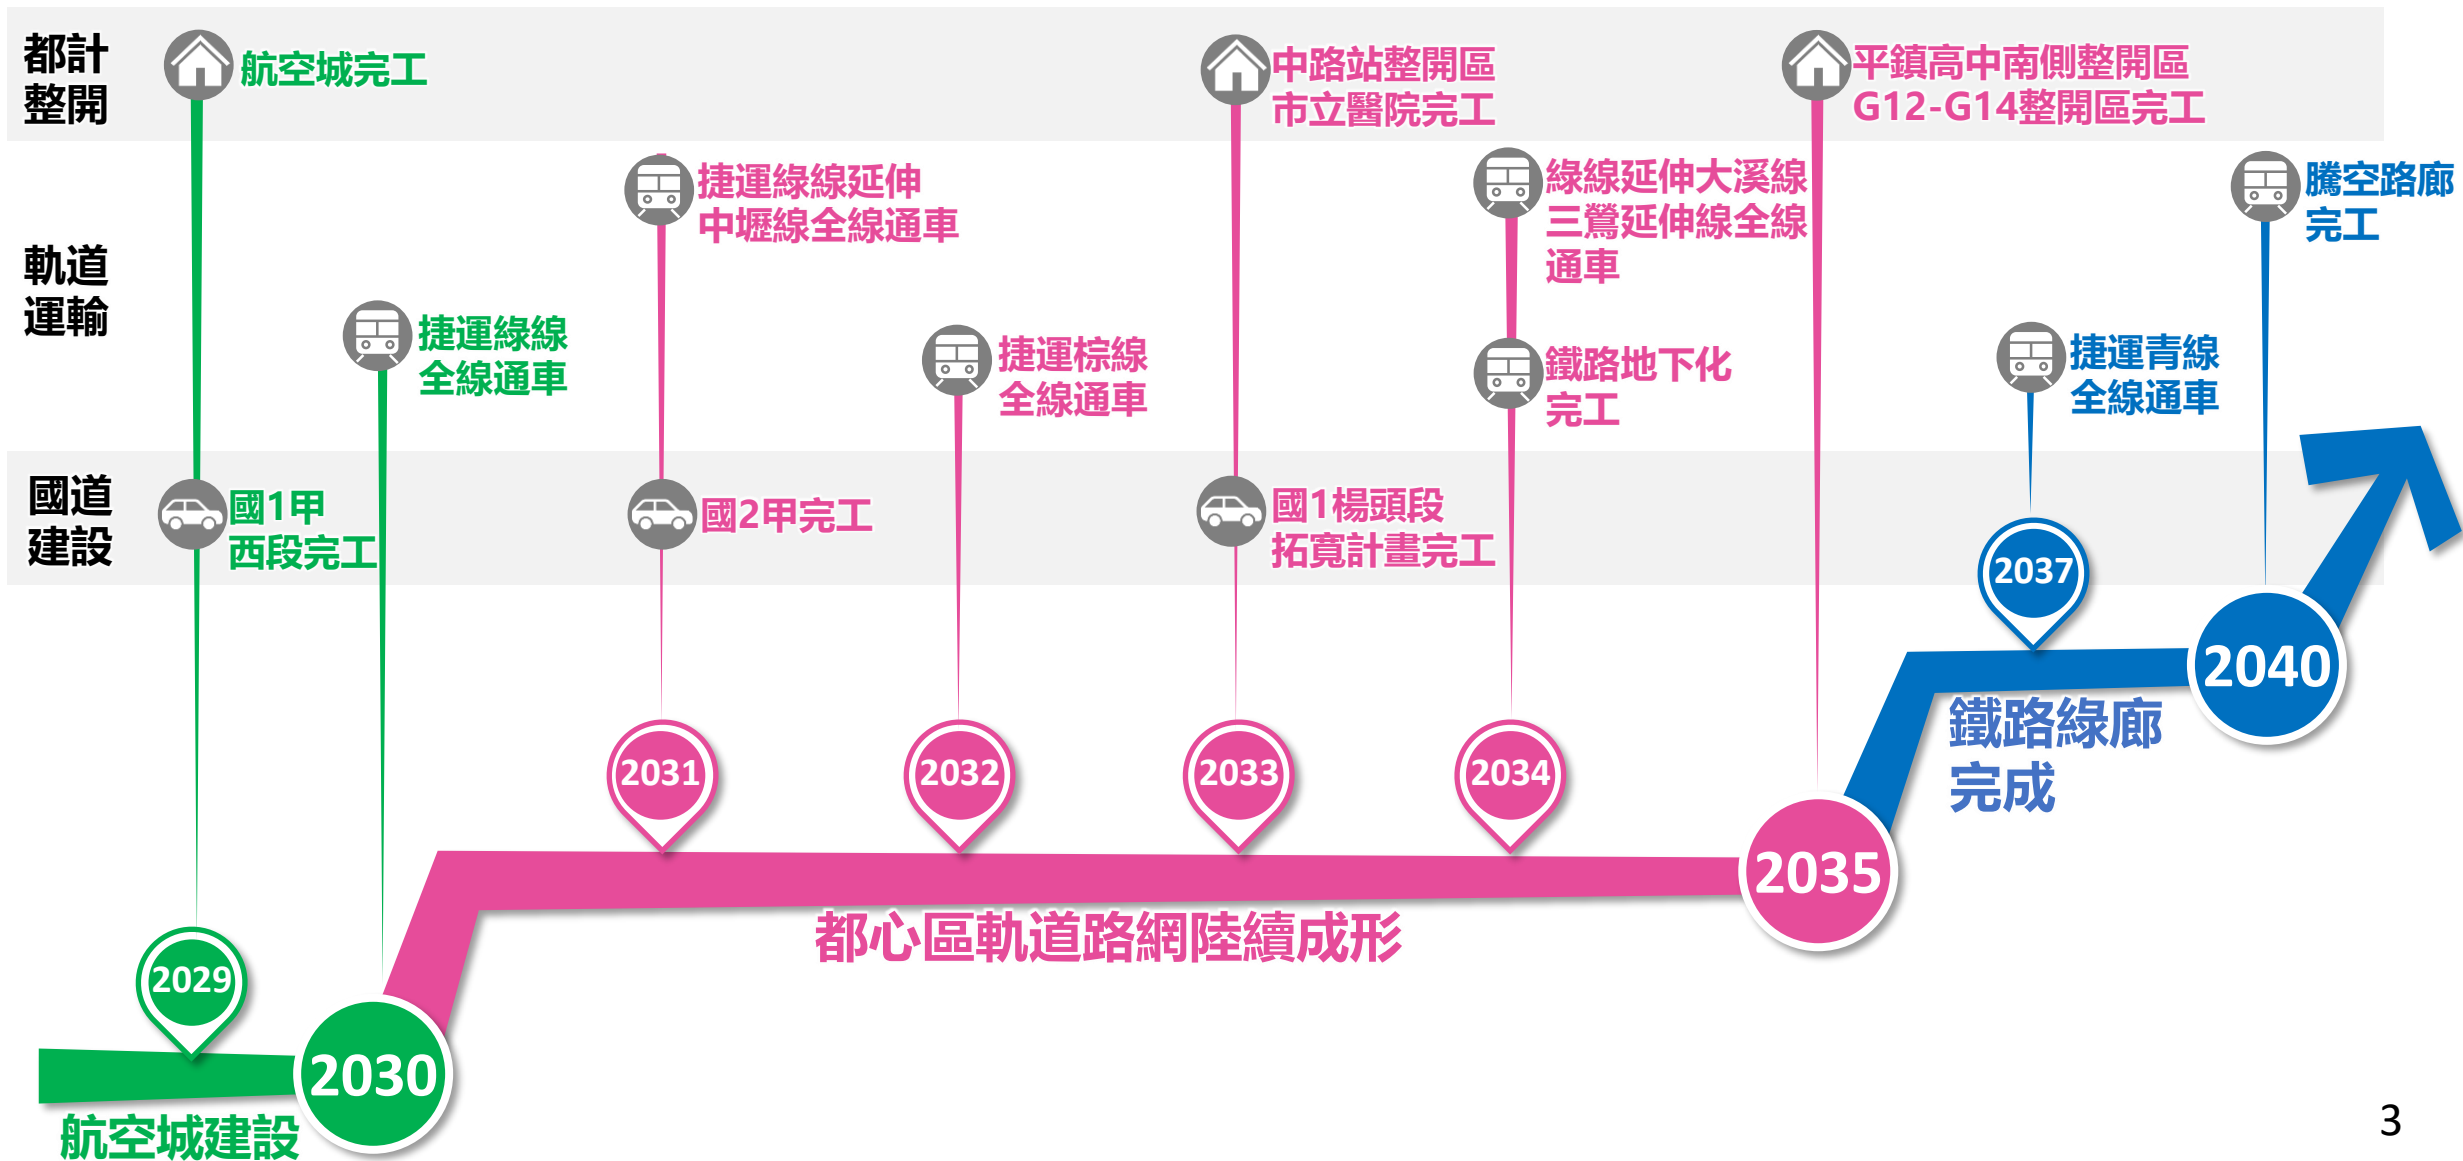 都計
整開
航空城完工
中路站整開區
市立醫院完工
平鎮高中南側整開區
G12-G14整開區完工
軌道
運輸
捷運綠線
全線通車
捷運綠線延伸
中壢線全線通車
捷運棕線
全線通車
綠線延伸大溪線
三鶯延伸線全線
通車
鐵路地下化
完工
捷運青線
全線通車
騰空路廊
完工
國道
建設
國1甲
西段完工
國2甲完工
國1楊頭段
拓寬計畫完工
2029
2030
2031
2032
2033
2034
2035
2037
2040
航空城建設
都心區軌道路網陸續成形
鐵路綠廊
完成
3